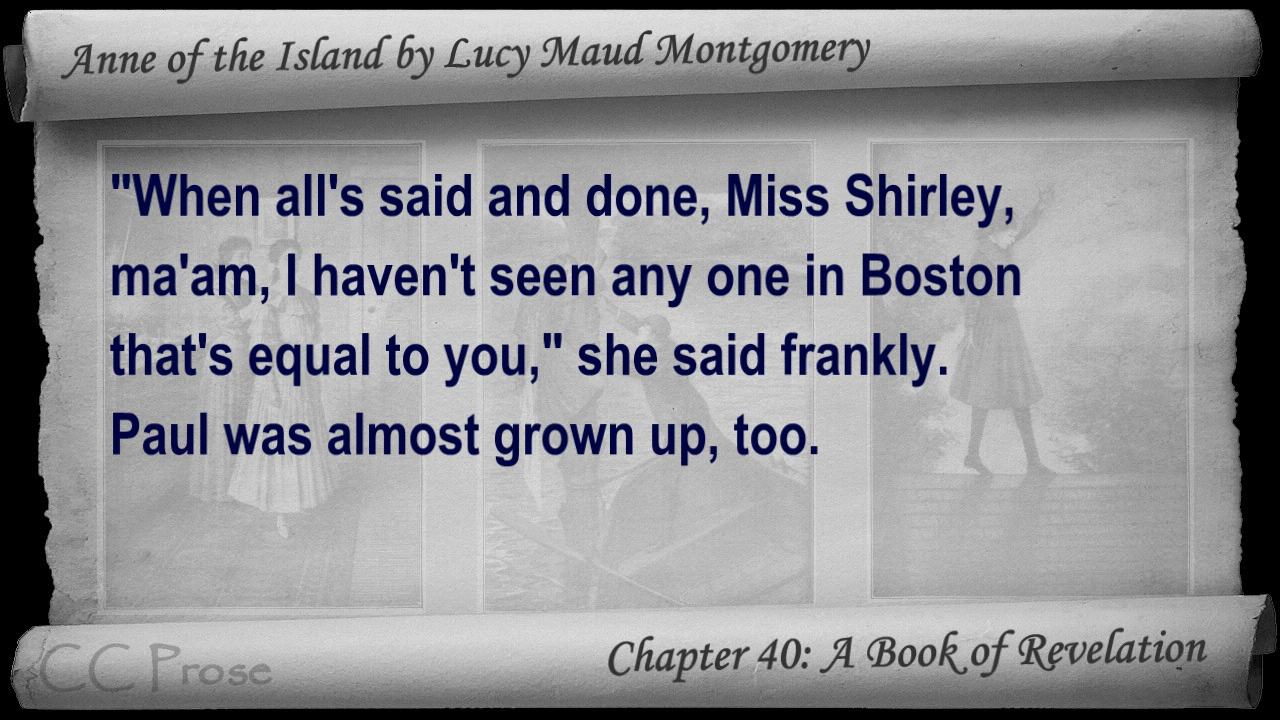 Anne of the Island by Lucy Maud Montgomery
"When all's said and done, Miss Shirley,
ma'am, I haven't seen any one in Boston
that's equal to you," she said frankly.
Paul was almost grown up, too.
CC Prose
Chapter 40: A Book of Revelation